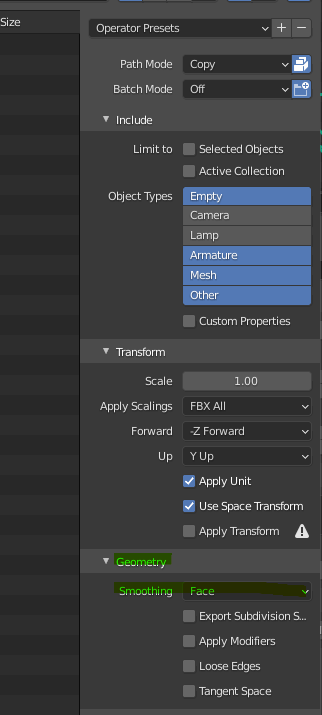 Size
Operator Presets
Path Mode Copy
Batch Mode Off
Include
Limit to Selected Objects
Active Collection
Object Types Empty
Camera
Lamp
Armature
Mesh
Other
Custom Properties
Transform
Scale 1.00
Apply Scalings FBX All
Forward -Z Forward
Up Y Up
Apply Unit
Use Space Transform
Apply Transform
Geometry
Smoothing Face
Export Subdivision S...
Apply Modifiers
Loose Edges
Tangent Space